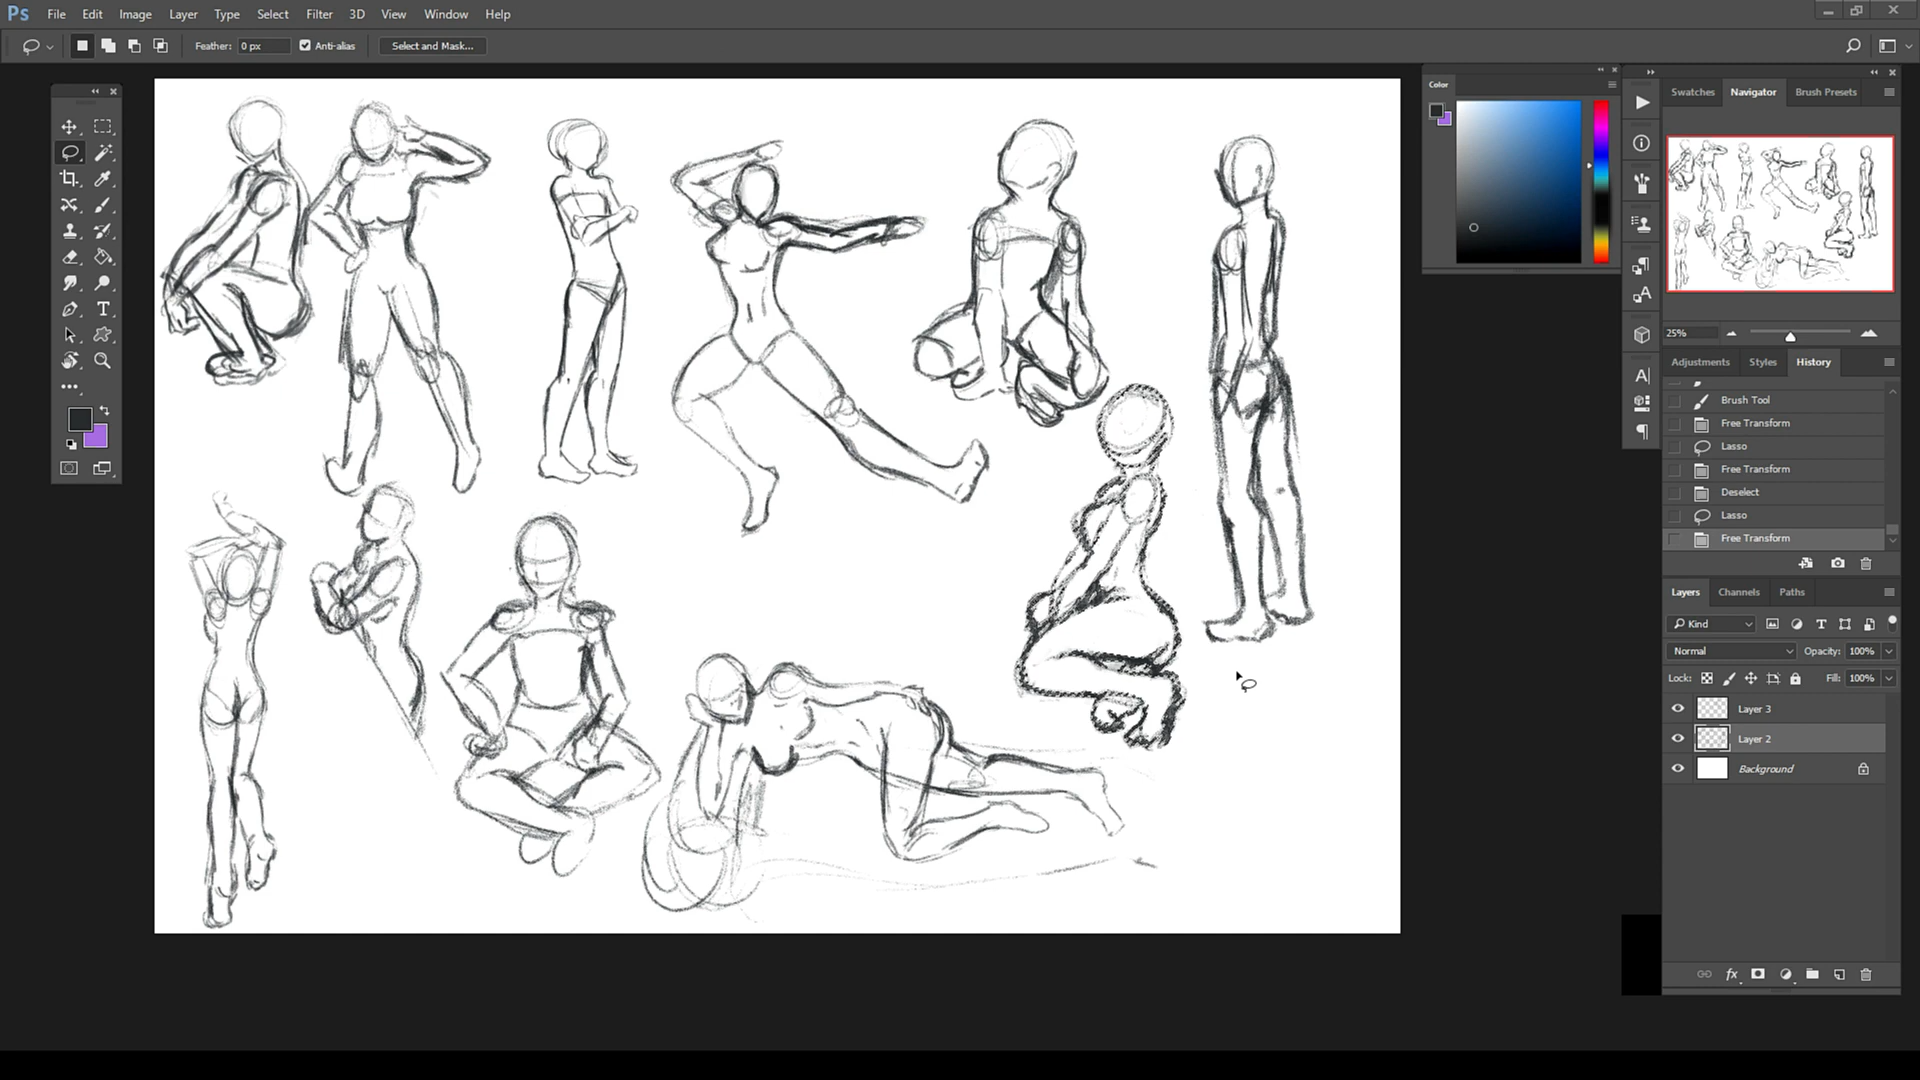 Ps File Edit Image Layer Type Select Filter 3D View Window Help
Feather: 0 px Anti-alias Select and Mask...
Color
Swatches Navigator Brush Presets
25%
Adjustments Styles History
Brush Tool
Free Transform
Lasso
Free Transform
Deselect
Lasso
Free Transform
Layers Channels Paths
Kind
Normal Opacity: 100%
Lock: Fill: 100%
Layer 3
Layer 2
Background